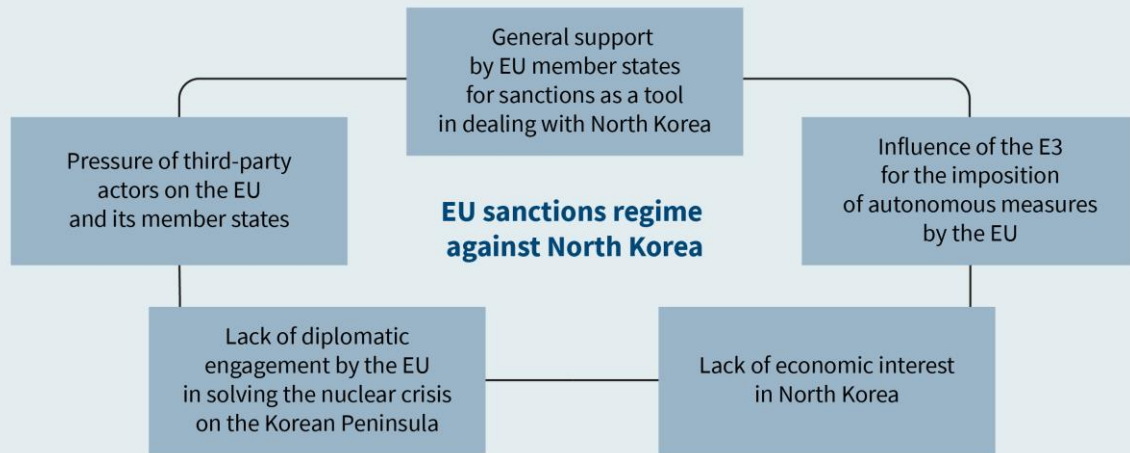 General support
by EU member states
for sanctions as a tool
in dealing with North Korea
Pressure of third-party
actors on the EU
and its member states
Influence of the E3
for the imposition
of autonomous measures
by the EU
EU sanctions regime
against North Korea
Lack of diplomatic
engagement by the EU
in solving the nuclear crisis
on the Korean Peninsula
Lack of economic interest
in North Korea